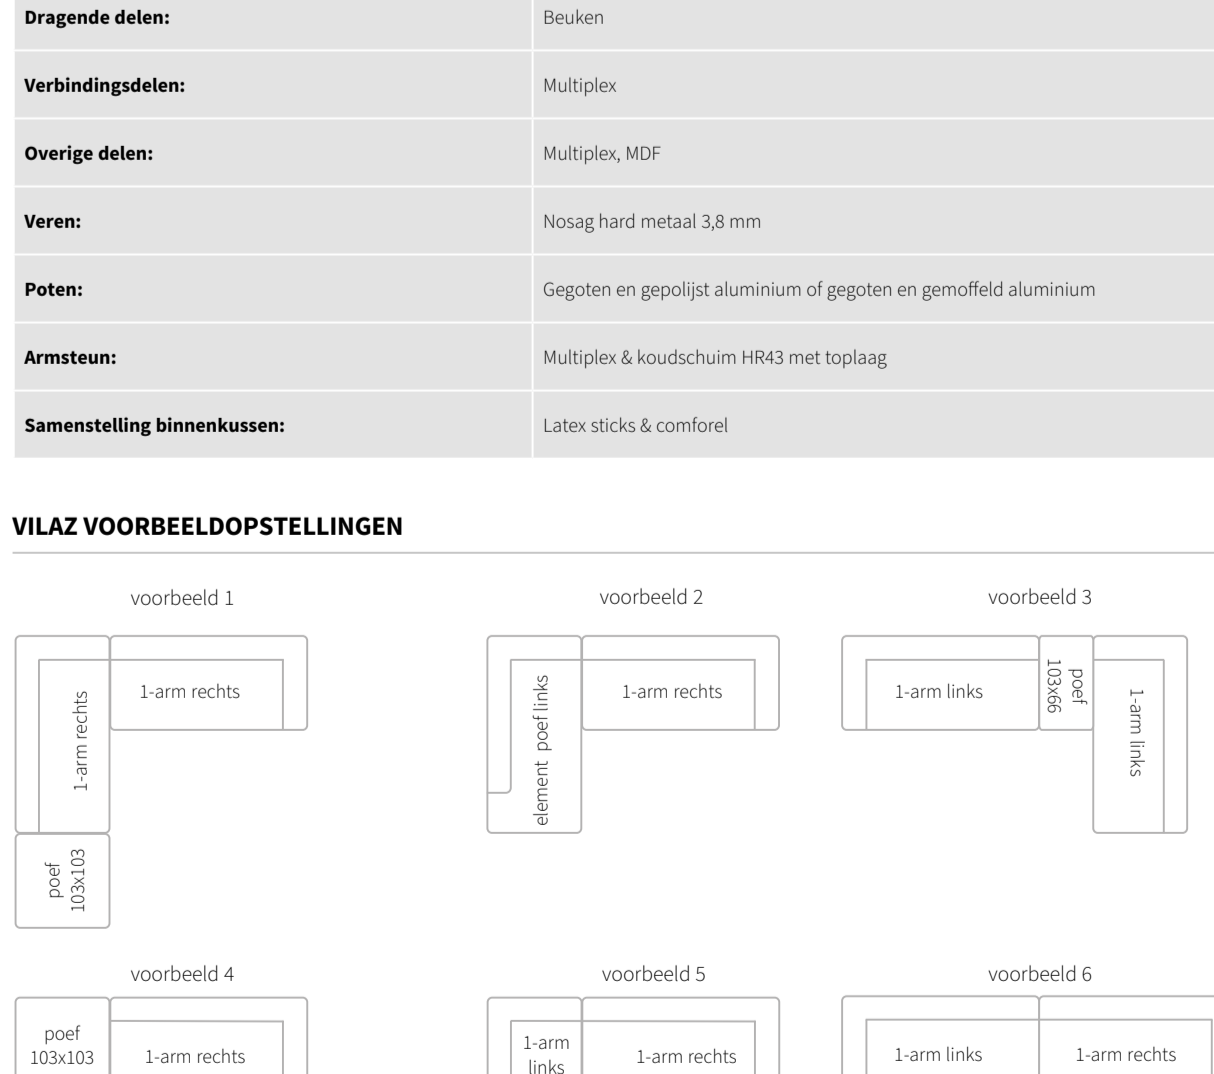 Dragende delen: Beuken
Verbindingsdelen: Multiplex
Overige delen: Multiplex, MDF
Veren: Nosag hard metaal 3,8 mm
Poten: Gegoten en gepolijst aluminium of gegoten en gemoffeld aluminium
Armsteun: Multiplex & koudschuim HR43 met toplaag
Samenstelling binnenkussen: Latex sticks & comforel
VILAZ VOORBEELDOPSTELLINGEN
voorbeeld 1
1-arm rechts
1-arm rechts
poef
103x103
voorbeeld 2
element poef links
1-arm rechts
voorbeeld 3
1-arm links
poef
103x66
1-arm links
voorbeeld 4
poef
103x103
1-arm rechts
voorbeeld 5
1-arm
links
1-arm rechts
voorbeeld 6
1-arm links
1-arm rechts